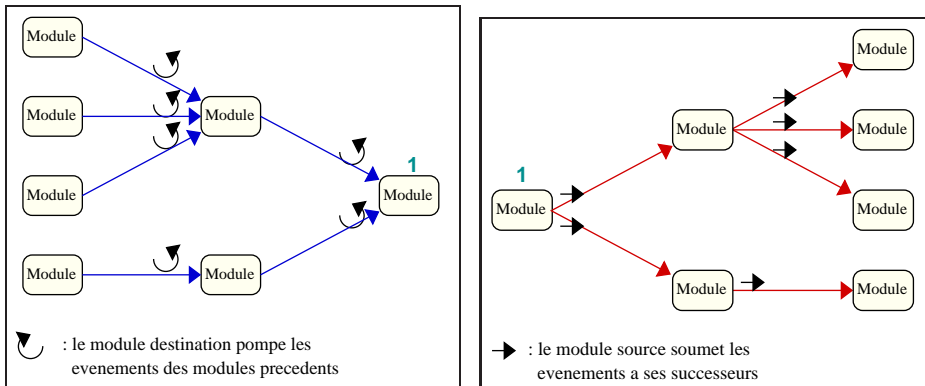 Module
Module
Module
1
Module
Module
Module
Module
: le module destination pompe les
evenements des modules precedents
Module
Module
Module
1
Module
Module
Module
Module
: le module source soumet les
evenements a ses successeurs